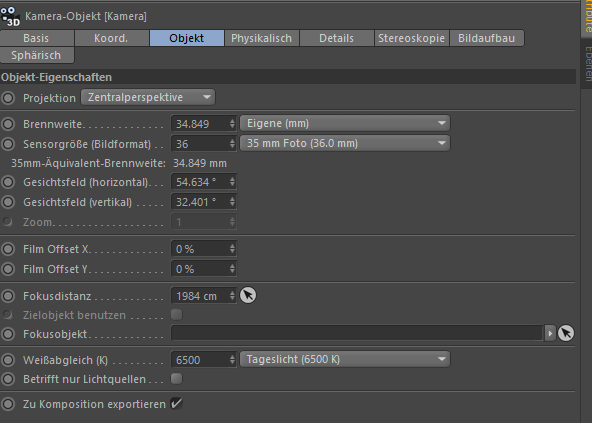 Kamera-Objekt [Kamera]
3D
Basis Koord. Objekt Physikalisch Details Stereoskopie Bildaufbau
Sphärisch
Objekt-Eigenschaften
Projektion Zentralperspektive
Brennweite. . . . . . . . . . . . . 34.849 Eigene (mm)
Sensorgröße (Bildformat) . . 36 35 mm Foto (36.0 mm)
35mm-Äquivalent-Brennweite: 34.849 mm
Gesichtsfeld (horizontal). . . 54.634 °
Gesichtsfeld (vertikal) . . . . . 32.401 °
Zoom. . . . . . . . . . . . . . . . . 1
Film Offset X. . . . . . . . . . . . 0 %
Film Offset Y. . . . . . . . . . . . 0 %
Fokusdistanz . . . . . . . . . . . 1984 cm
Zielobjekt benutzen . . . . . .
Fokusobjekt . . . . . . . . . . . .
Weißabgleich (K) . . . . . . . . 6500 Tageslicht (6500 K)
Betrifft nur Lichtquellen . . .
Zu Komposition exportieren
Ebenen